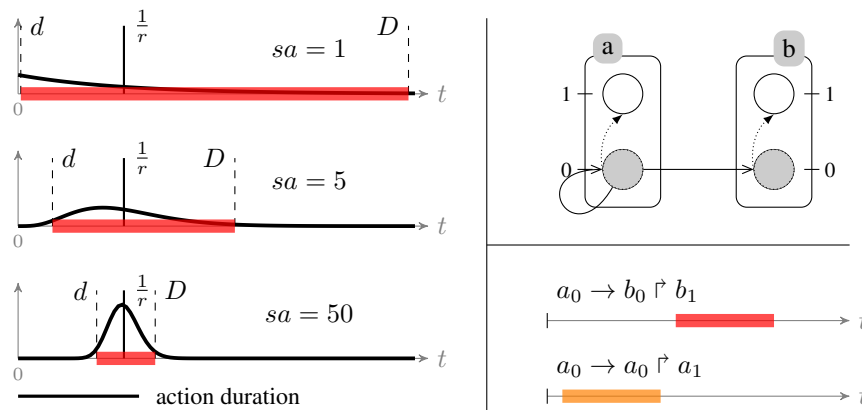 d
1/r
sa = 1
D
t
0
d
1/r
D
sa = 5
t
0
d
1/r
D
sa = 50
t
0
action duration
a
b
1
1
0
0
a₀ → b₀ ↱ b₁
t
a₀ → a₀ ↱ a₁
t